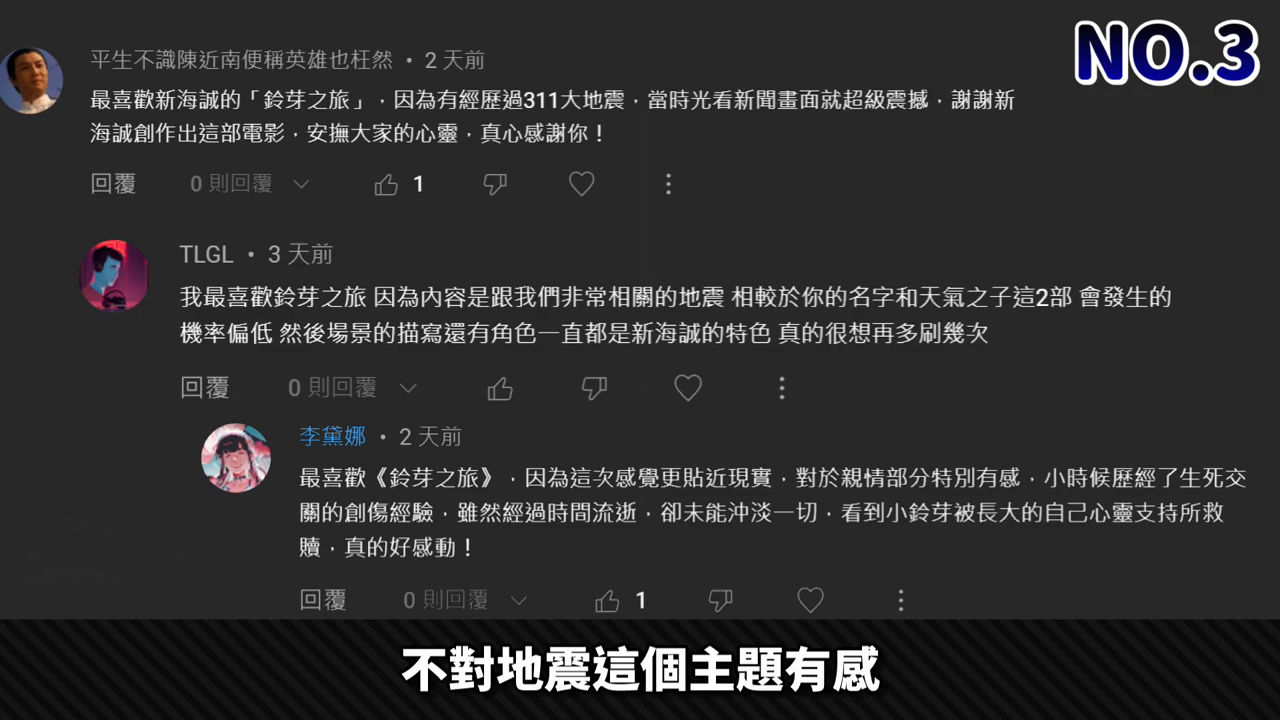 NO.3
平生不識陳近南便稱英雄也枉然 • 2 天前
最喜歡新海誠的「鈴芽之旅」，因為有經歷過311大地震，當時光看新聞畫面就超級震撼，謝謝新
海誠創作出這部電影，安撫大家的心靈，真心感謝你！
回覆 0 則回覆 1
TLGL • 3 天前
我最喜歡鈴芽之旅 因為內容是跟我們非常相關的地震 相較於你的名字和天氣之子這2部 會發生的
機率偏低 然後場景的描寫還有角色一直都是新海誠的特色 真的很想再多刷幾次
回覆 0 則回覆
李黛娜 • 2 天前
最喜歡《鈴芽之旅》，因為這次感覺更貼近現實，對於親情部分特別有感，小時候歷經了生死交
關的創傷經驗，雖然經過時間流逝，卻未能沖淡一切，看到小鈴芽被長大的自己心靈支持所救
贖，真的好感動！
回覆 0 則回覆 1
不對地震這個主題有感